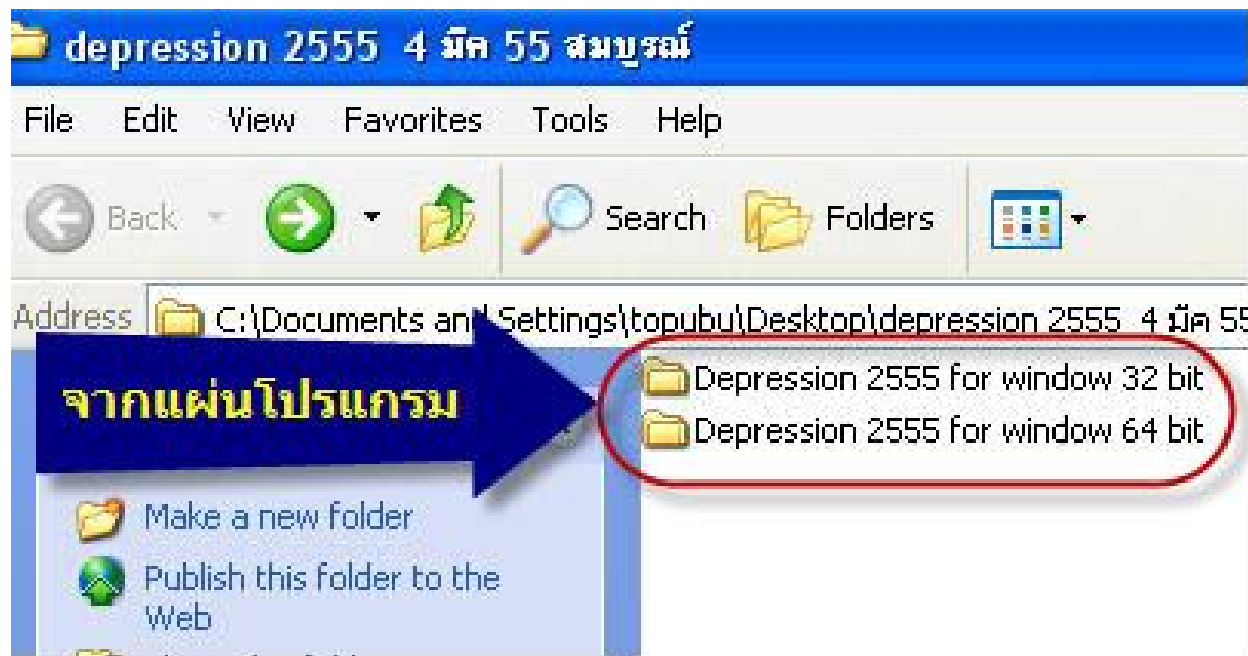 depression 2555 4 มีค 55 สมบูรณ์
File Edit View Favorites Tools Help
Back Search Folders
Address C:\Documents and Settings\topubu\Desktop\depression 2555 4 มีค 55
จากแผ่นโปรแกรม
Depression 2555 for window 32 bit
Depression 2555 for window 64 bit
Make a new folder
Publish this folder to the
Web